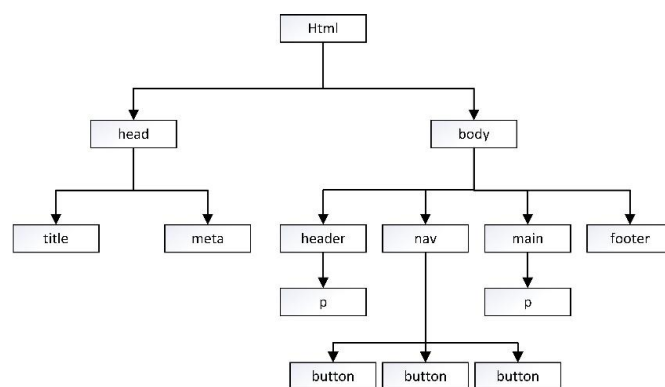 Html
head
body
title
meta
header
nav
main
footer
p
p
button
button
button